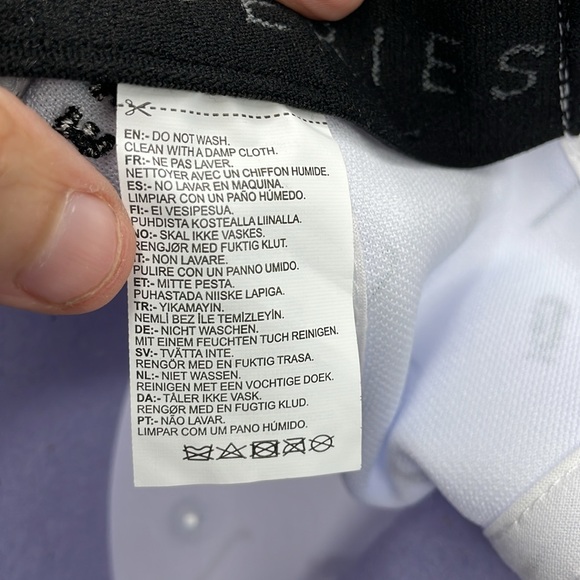 IES
EN:- DO NOT WASH.
CLEAN WITH A DAMP CLOTH.
FR:- NE PAS LAVER.
NETTOYER AVEC UN CHIFFON HUMIDE.
ES:- NO LAVAR EN MAQUINA.
LIMPIAR CON UN PAÑO HÚMEDO.
FI:- EI VESIPESUA.
PUHDISTA KOSTEALLA LIINALLA.
NO:- SKAL IKKE VASKES.
RENGJØR MED FUKTIG KLUT.
IT:- NON LAVARE.
PULIRE CON UN PANNO UMIDO.
ET:- MITTE PESTA.
PUHASTADA NIISKE LAPIGA.
TR:- YIKAMAYIN.
NEMLİ BEZ İLE TEMİZLEYİN.
DE:- NICHT WASCHEN.
MIT EINEM FEUCHTEN TUCH REINIGEN.
SV:- TVÄTTA INTE.
RENGÖR MED EN FUKTIG TRASA.
NL:- NIET WASSEN.
REINIGEN MET EEN VOCHTIGE DOEK.
DA:- TÅLER IKKE VASK.
RENGØR MED EN FUGTIG KLUD.
PT:- NÃO LAVAR.
LIMPAR COM UM PANO HÚMIDO.